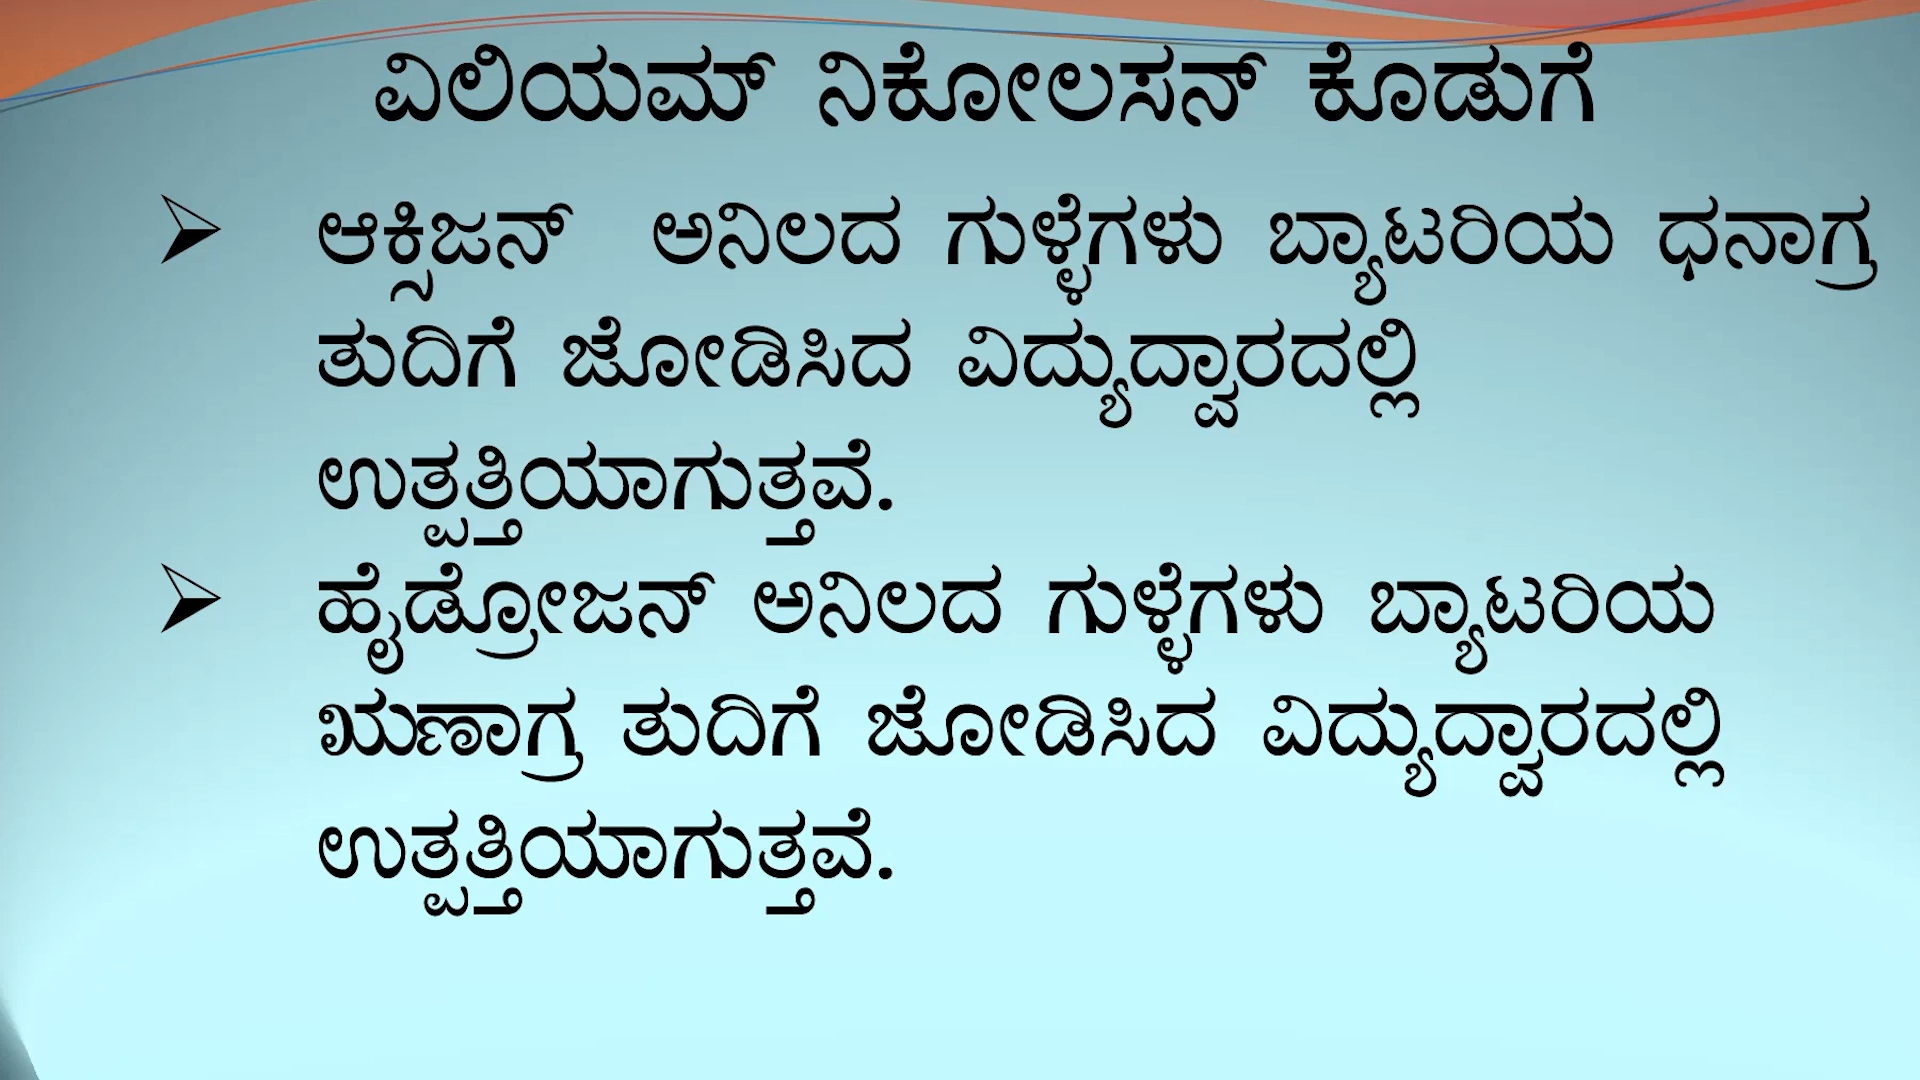 ವಿಲಿಯಮ್ ನಿಕೋಲಸನ್ ಕೊಡುಗೆ
➢ ಆಕ್ಸಿಜನ್ ಅನಿಲದ ಗುಳ್ಳೆಗಳು ಬ್ಯಾಟರಿಯ ಧನಾಗ್ರ
ತುದಿಗೆ ಜೋಡಿಸಿದ ವಿದ್ಯುದ್ವಾರದಲ್ಲಿ
ಉತ್ಪತ್ತಿಯಾಗುತ್ತವೆ.
➢ ಹೈಡ್ರೋಜನ್ ಅನಿಲದ ಗುಳ್ಳೆಗಳು ಬ್ಯಾಟರಿಯ
ಋಣಾಗ್ರ ತುದಿಗೆ ಜೋಡಿಸಿದ ವಿದ್ಯುದ್ವಾರದಲ್ಲಿ
ಉತ್ಪತ್ತಿಯಾಗುತ್ತವೆ.